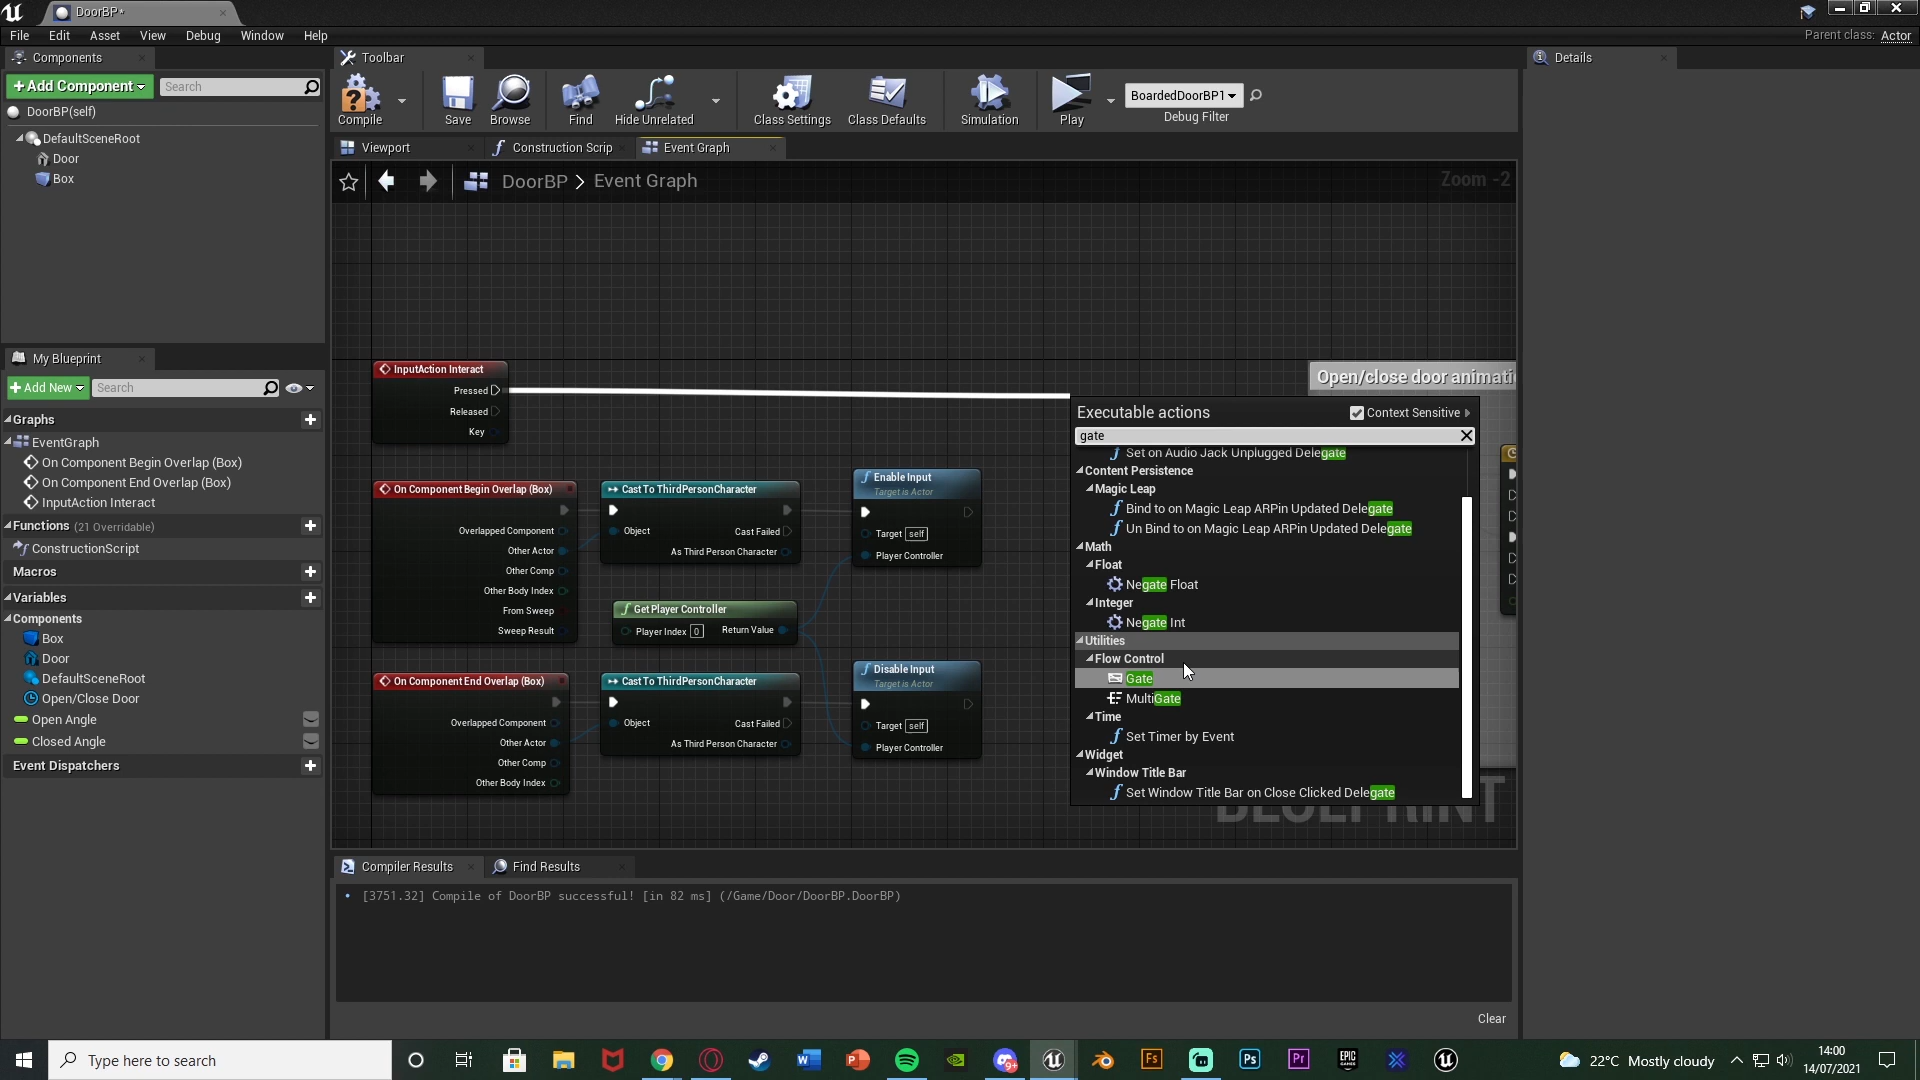 DoorBP*
File Edit Asset View Debug Window Help
Parent class: Actor
Components
+Add Component
Search
DoorBP(self)
DefaultSceneRoot
Door
Box
My Blueprint
+Add New
Search
Graphs
EventGraph
On Component Begin Overlap (Box)
On Component End Overlap (Box)
InputAction Interact
Functions (21 Overridable)
ConstructionScript
Macros
Variables
Components
Box
Door
DefaultSceneRoot
Open/Close Door
Open Angle
Closed Angle
Event Dispatchers
Toolbar
Compile
Save
Browse
Find
Hide Unrelated
Class Settings
Class Defaults
Simulation
Play
BoardedDoorBP1
Debug Filter
Viewport
Construction Scrip
Event Graph
DoorBP > Event Graph
Zoom -2
InputAction Interact
Pressed
Released
Key
On Component Begin Overlap (Box)
Overlapped Component
Other Actor
Other Comp
Other Body Index
From Sweep
Sweep Result
Cast To ThirdPersonCharacter
Object
Cast Failed
As Third Person Character
Enable Input
Target is Actor
Target self
Player Controller
Get Player Controller
Player Index 0
Return Value
On Component End Overlap (Box)
Overlapped Component
Other Actor
Other Comp
Other Body Index
Cast To ThirdPersonCharacter
Object
Cast Failed
As Third Person Character
Disable Input
Target is Actor
Target self
Player Controller
Open/close door animati
Executable actions
Context Sensitive
gate
Set on Audio Jack Unplugged Delegate
Content Persistence
Magic Leap
Bind to on Magic Leap ARPin Updated Delegate
Un Bind to on Magic Leap ARPin Updated Delegate
Math
Float
Negate Float
Integer
Negate Int
Utilities
Flow Control
Gate
MultiGate
Time
Set Timer by Event
Widget
Window Title Bar
Set Window Title Bar on Close Clicked Delegate
BLUEPRINT
Compiler Results
Find Results
[3751.32] Compile of DoorBP successful! [in 82 ms] (/Game/Door/DoorBP.DoorBP)
Clear
Details
Type here to search
W
P
9+
Fs
Ps
Pr
EPIC
GAMES
22°C Mostly cloudy
14:00
14/07/2021